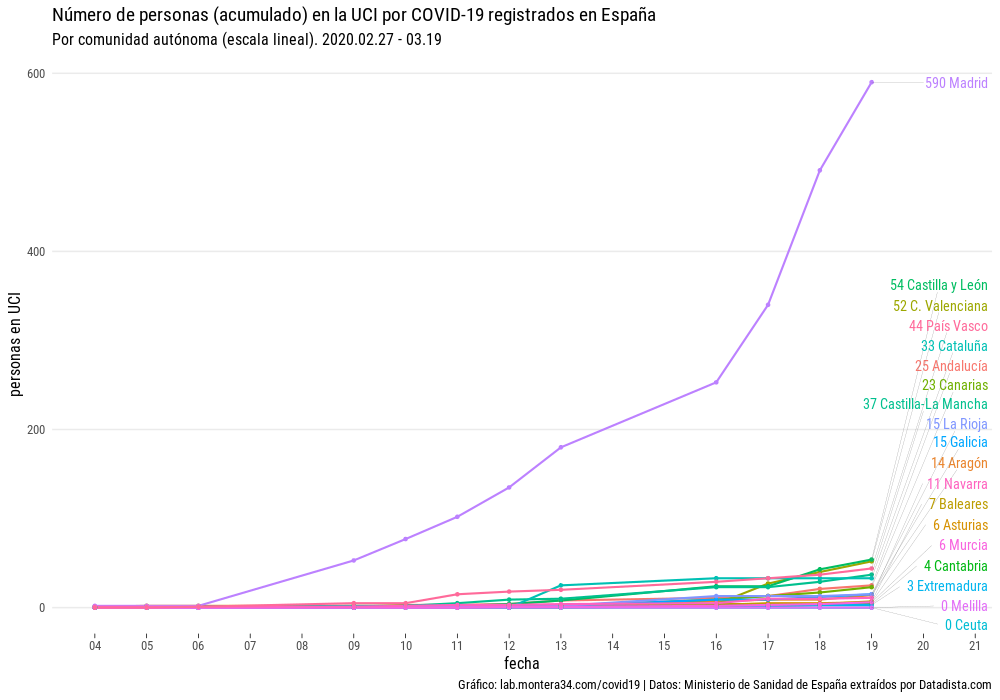 Número de personas (acumulado) en la UCI por COVID-19 registrados en España
Por comunidad autónoma (escala lineal). 2020.02.27 - 03.19
600
400
200
0
personas en UCI
590 Madrid
54 Castilla y León
52 C. Valenciana
44 País Vasco
33 Cataluña
25 Andalucía
23 Canarias
37 Castilla-La Mancha
15 La Rioja
15 Galicia
14 Aragón
11 Navarra
7 Baleares
6 Asturias
6 Murcia
4 Cantabria
3 Extremadura
0 Melilla
0 Ceuta
04 05 06 07 08 09 10 11 12 13 14 15 16 17 18 19 20 21
fecha
Gráfico: lab.montera34.com/covid19 | Datos: Ministerio de Sanidad de España extraídos por Datadista.com